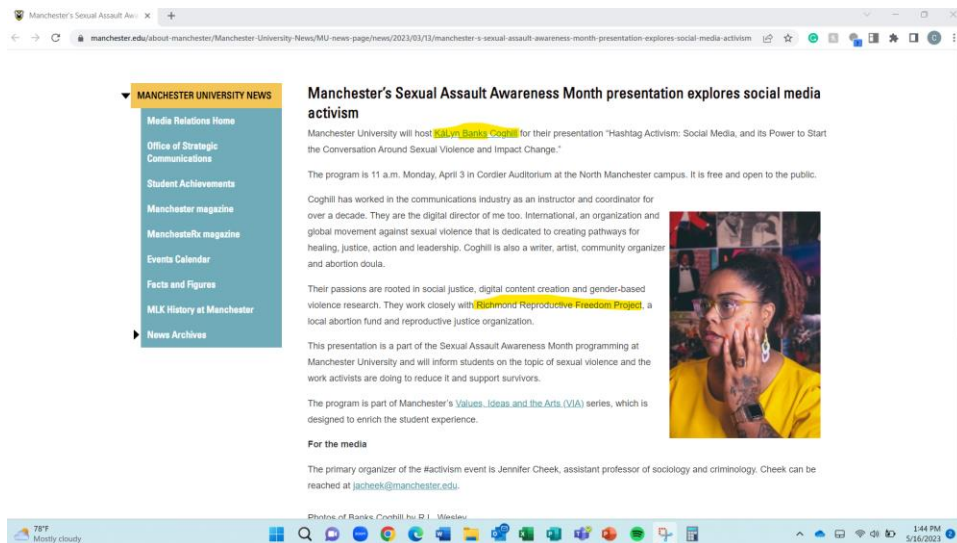 Manchester's Sexual Assault Aw
manchester.edu/about-manchester/Manchester-University-News/MU-news-page/news/2023/03/13/manchester-s-sexual-assault-awareness-month-presentation-explores-social-media-activism
MANCHESTER UNIVERSITY NEWS
Media Relations Home
Office of Strategic
Communications
Student Achievements
Manchester magazine
ManchesteRx magazine
Events Calendar
Facts and Figures
MLK History at Manchester
News Archives
Manchester's Sexual Assault Awareness Month presentation explores social media
activism
Manchester University will host KáLyn Banks Coghill for their presentation "Hashtag Activism: Social Media, and its Power to Start
the Conversation Around Sexual Violence and Impact Change."
The program is 11 a.m. Monday, April 3 in Cordier Auditorium at the North Manchester campus. It is free and open to the public.
Coghill has worked in the communications industry as an instructor and coordinator for
over a decade. They are the digital director of me too. International, an organization and
global movement against sexual violence that is dedicated to creating pathways for
healing, justice, action and leadership. Coghill is also a writer, artist, community organizer
and abortion doula.
Their passions are rooted in social justice, digital content creation and gender-based
violence research. They work closely with Richmond Reproductive Freedom Project, a
local abortion fund and reproductive justice organization.
This presentation is a part of the Sexual Assault Awareness Month programming at
Manchester University and will inform students on the topic of sexual violence and the
work activists are doing to reduce it and support survivors.
The program is part of Manchester's Values, Ideas and the Arts (VIA) series, which is
designed to enrich the student experience.
For the media
The primary organizer of the #activism event is Jennifer Cheek, assistant professor of sociology and criminology. Cheek can be
reached at jacheek@manchester.edu.
Photos of Banks Coghill by R.L. Wesley
78°F
Mostly cloudy
1:44 PM
5/16/2023